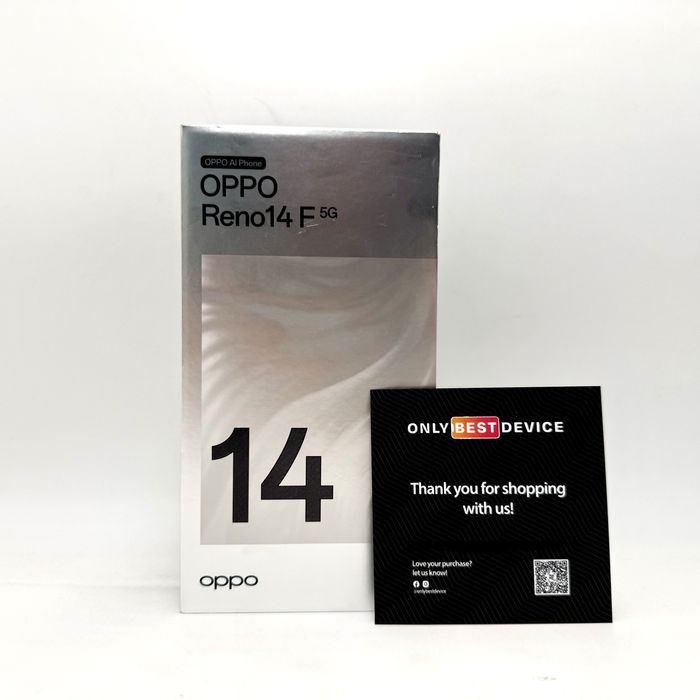 OPPO AI Phone
OPPO
Reno14 F 5G
14
oppo
ONLY BEST DEVICE
Thank you for shopping
with us!
Love your purchase?
let us know!
@onlybestdevice